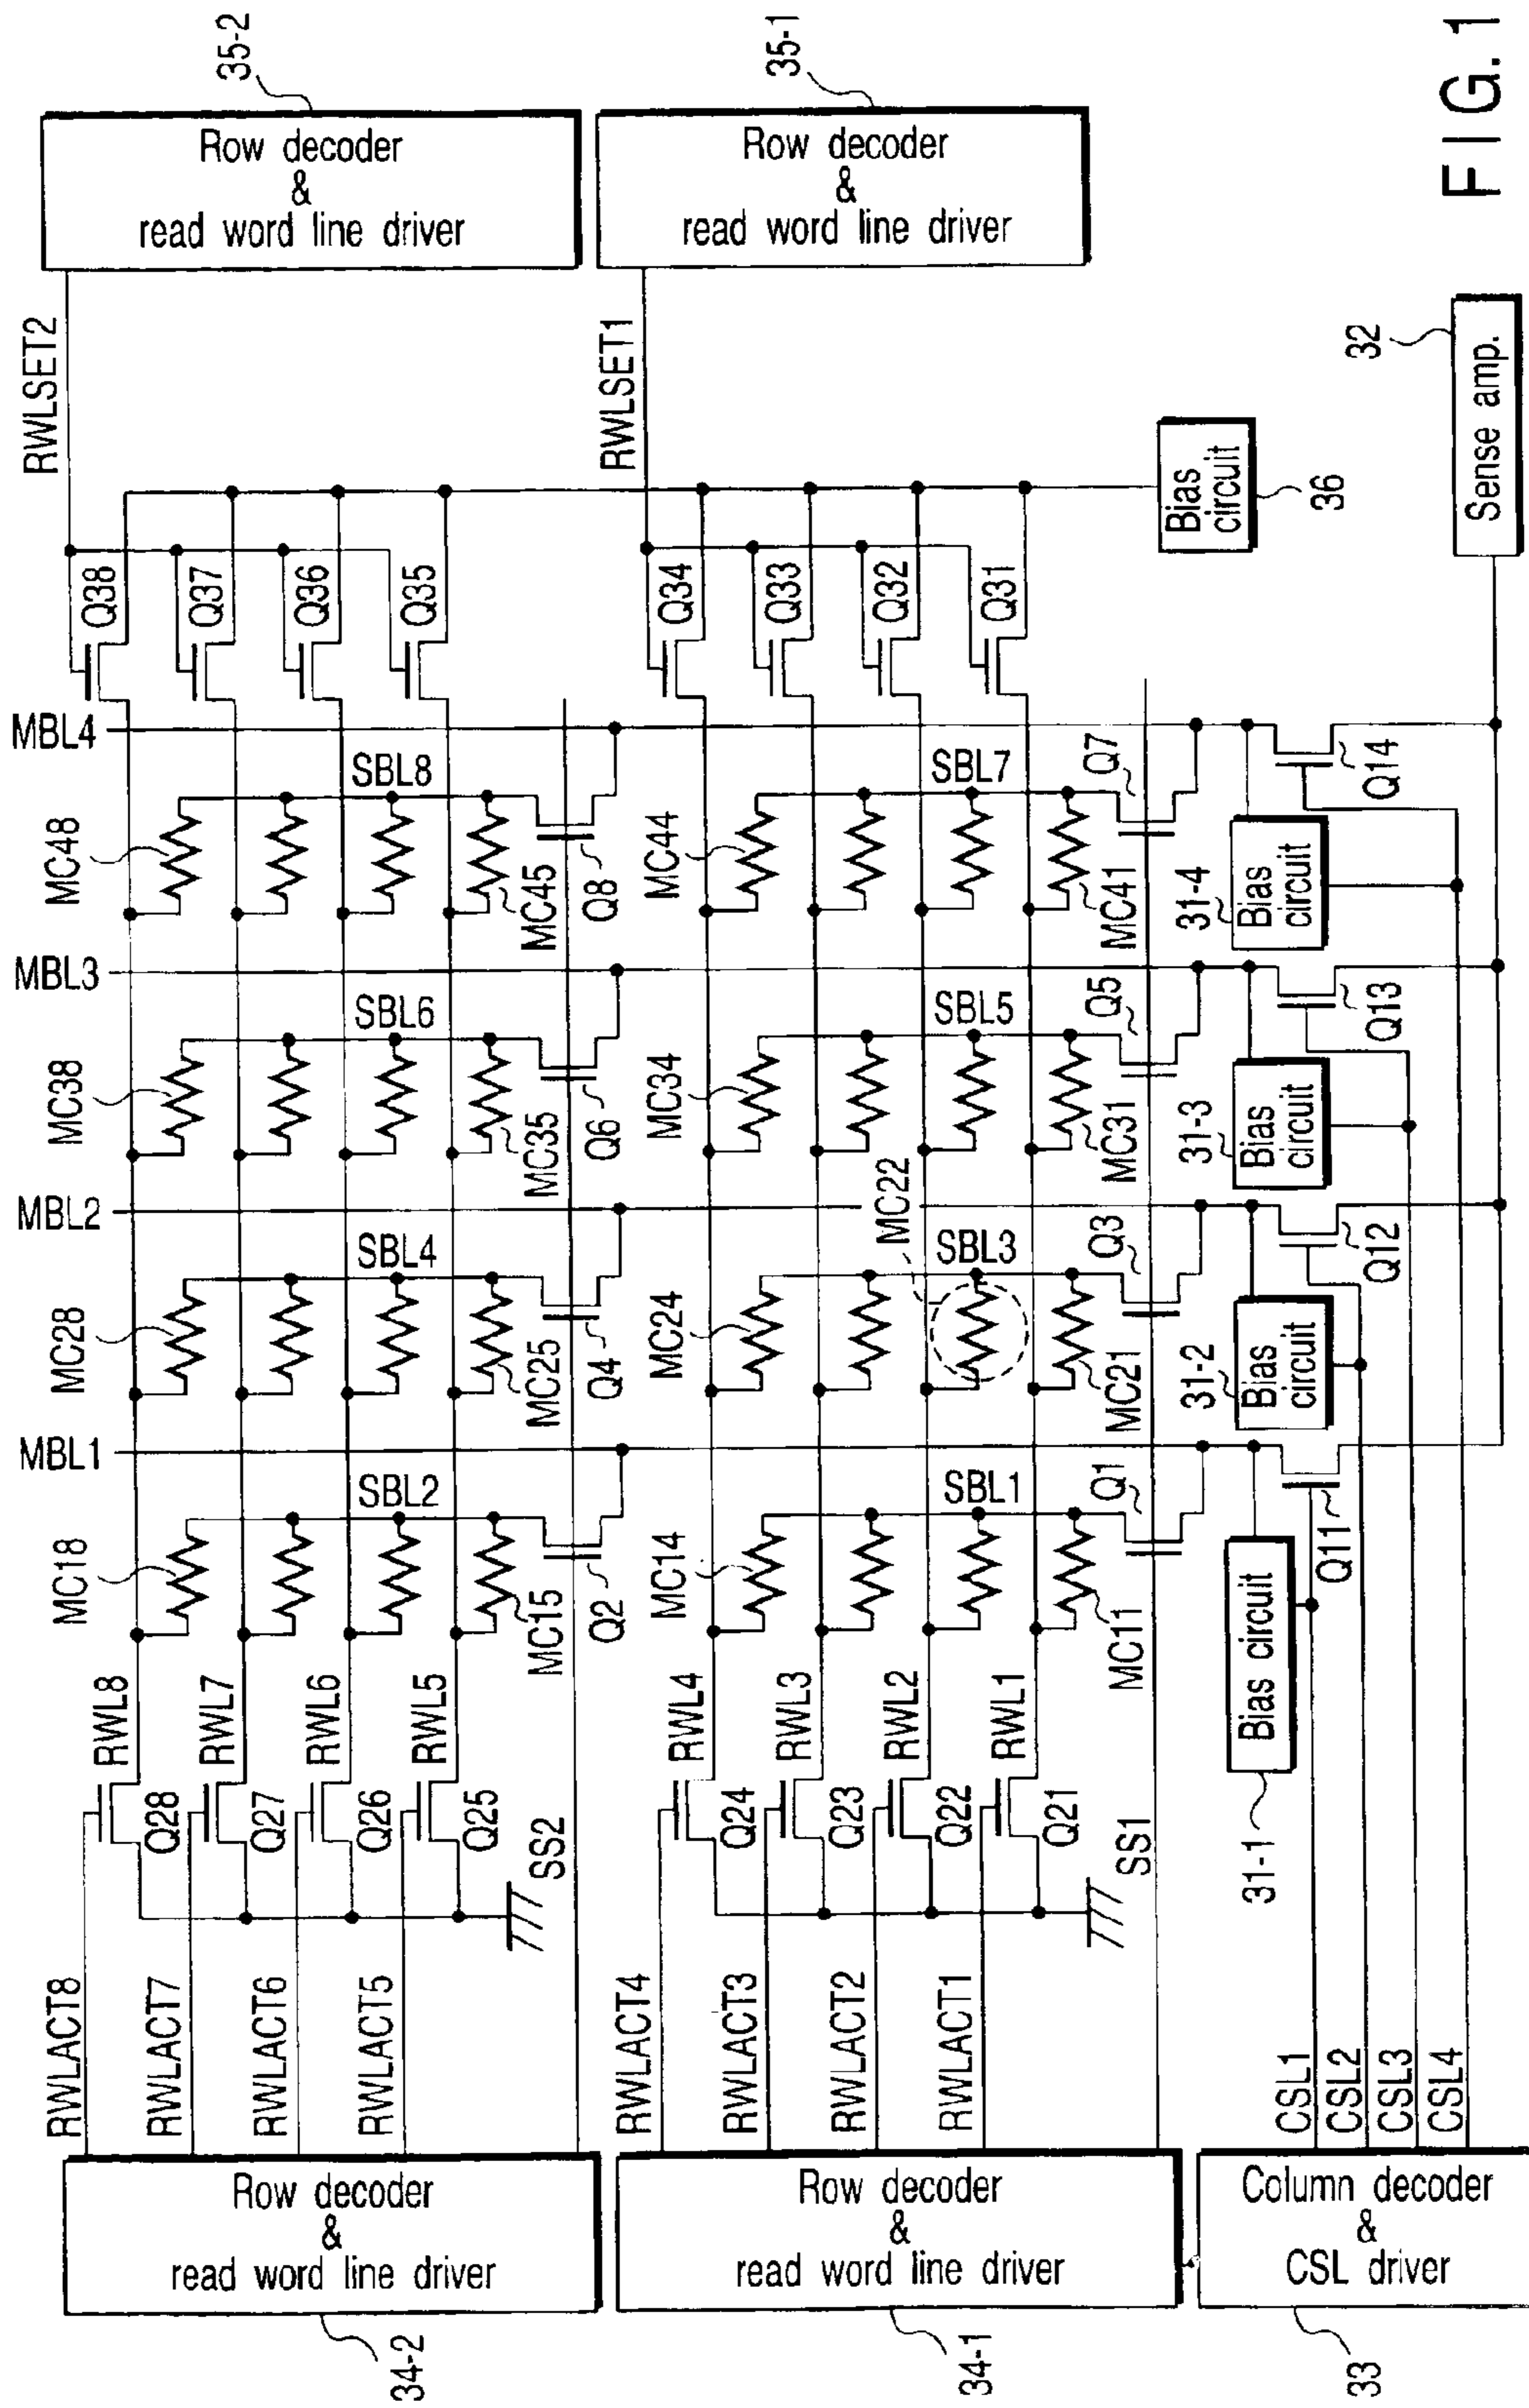 FIG. 1
35-2
Row decoder
&
read word line driver
35-1
Row decoder
&
read word line driver
RWLSET2
RWLSET1
32
Sense amp.
Bias
circuit
36
Q38
Q37
Q36
Q35
Q34
Q33
Q32
Q31
MBL4
MC48
SBL8
MC45
Q8
MC44
SBL7
MC41
Q7
31-4
Bias
circuit
Q14
MBL3
MC38
SBL6
MC35
Q6
MC34
SBL5
MC31
Q5
31-3
Bias
circuit
Q13
MBL2
MC28
SBL4
MC25
Q4
MC24
MC22
SBL3
MC21
Q3
31-2
Bias
circuit
Q12
MBL1
MC18
SBL2
MC15
Q2
MC14
SBL1
MC11
Q1
31-1
Bias circuit
Q11
RWL8
RWL7
RWL6
RWL5
RWL4
RWL3
RWL2
RWL1
Q28
Q27
Q26
Q25
Q24
Q23
Q22
Q21
SS2
SS1
RWLACT8
RWLACT7
RWLACT6
RWLACT5
RWLACT4
RWLACT3
RWLACT2
RWLACT1
CSL1
CSL2
CSL3
CSL4
Row decoder
&
read word line driver
34-2
Row decoder
&
read word line driver
34-1
Column decoder
&
CSL driver
33